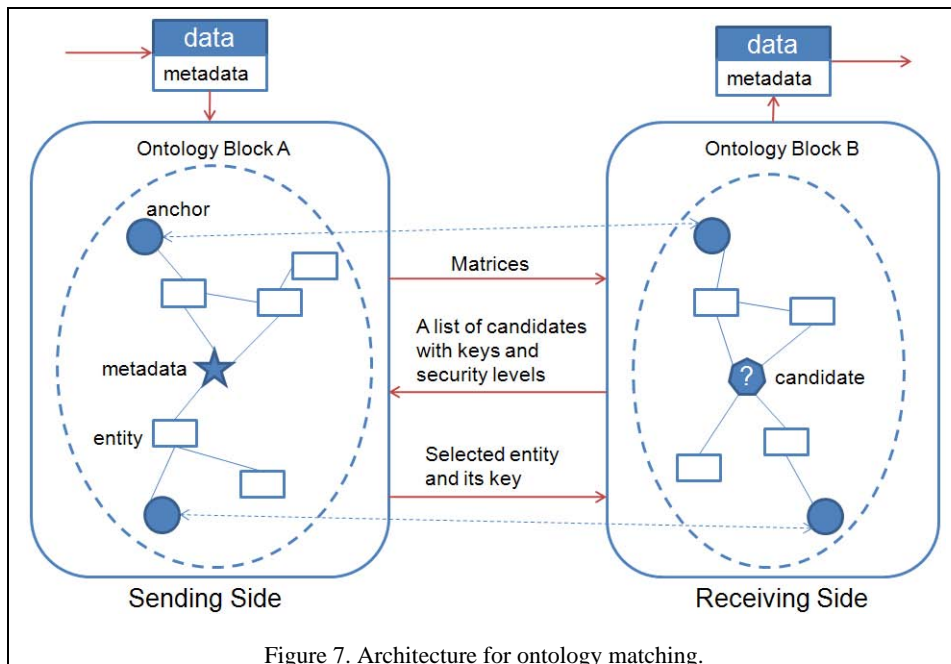 data
metadata
data
metadata
Ontology Block A
Ontology Block B
anchor
Matrices
A list of candidates
with keys and
security levels
metadata
?
candidate
entity
Selected entity
and its key
Sending Side
Receiving Side
Figure 7. Architecture for ontology matching.